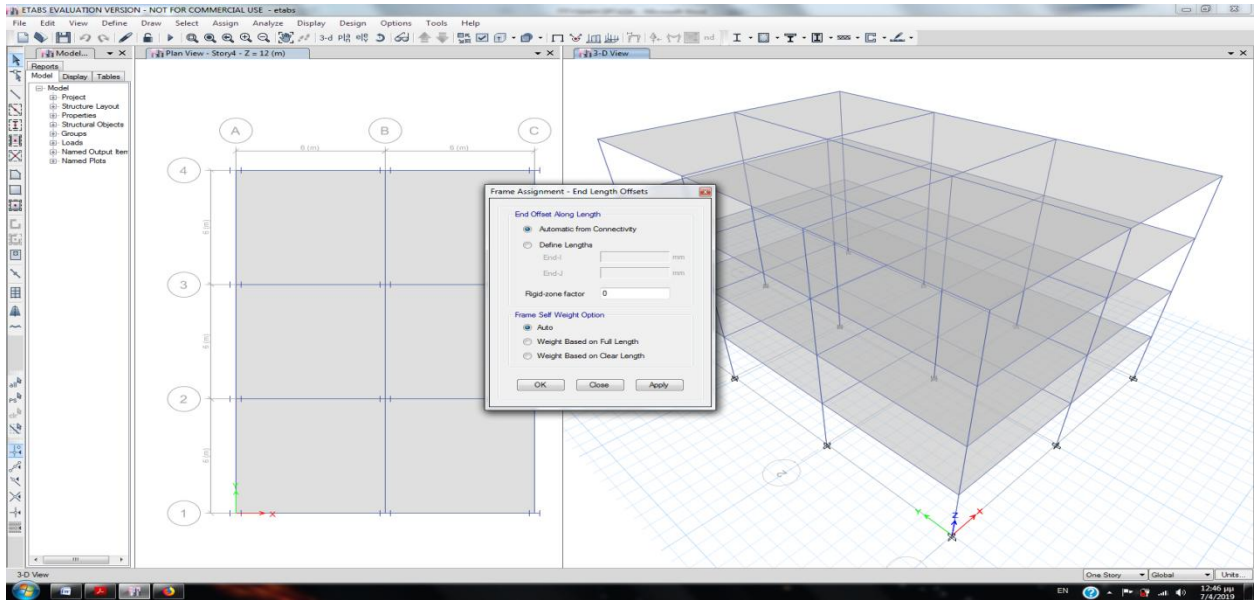 ETABS EVALUATION VERSION - NOT FOR COMMERCIAL USE - etabs
File Edit View Define Draw Select Assign Analyze Display Design Options Tools Help
3-d
nd
Model...
Reports
Model Display Tables
Model
Project
Structure Layout
Properties
Structural Objects
Groups
Loads
Named Output Item
Named Plots
Plan View - Story4 - Z = 12 (m)
A
B
C
6 (m)
6 (m)
4
6 (m)
3
6 (m)
2
6 (m)
1
Y
X
3-D View
Frame Assignment - End Length Offsets
End Offset Along Length
Automatic from Connectivity
Define Lengths
End-I
mm
End-J
mm
Rigid-zone factor
0
Frame Self Weight Option
Auto
Weight Based on Full Length
Weight Based on Clear Length
OK
Close
Apply
Y
Z
X
3-D View
One Story
Global
Units...
EN
12:46 μμ
7/4/2019